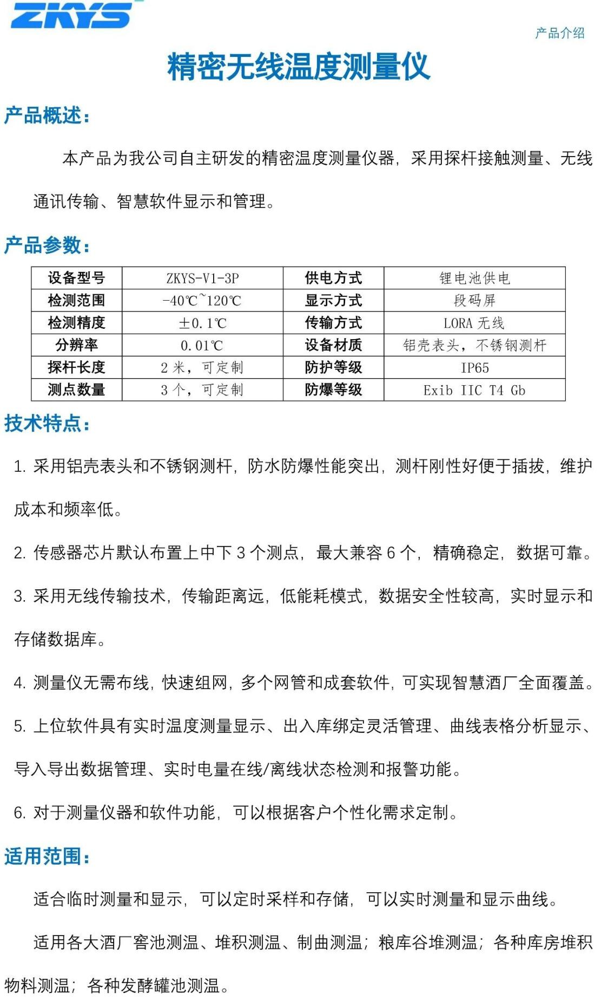 ZKYS
产品介绍
精密无线温度测量仪
产品概述：
本产品为我公司自主研发的精密温度测量仪器，采用探杆接触测量、无线
通讯传输、智慧软件显示和管理。
产品参数：
设备型号 ZKYS-V1-3P 供电方式 锂电池供电
检测范围 -40℃~120℃ 显示方式 段码屏
检测精度 ±0.1℃ 传输方式 LORA 无线
分辨率 0.01℃ 设备材质 铝壳表头，不锈钢测杆
探杆长度 2 米，可定制 防护等级 IP65
测点数量 3 个，可定制 防爆等级 Exib IIC T4 Gb
技术特点：
1. 采用铝壳表头和不锈钢测杆，防水防爆性能突出，测杆刚性好便于插拔，维护
成本和频率低。
2. 传感器芯片默认布置上中下 3 个测点，最大兼容 6 个，精确稳定，数据可靠。
3. 采用无线传输技术，传输距离远，低能耗模式，数据安全性较高，实时显示和
存储数据库。
4. 测量仪无需布线，快速组网，多个网管和成套软件，可实现智慧酒厂全面覆盖。
5. 上位软件具有实时温度测量显示、出入库绑定灵活管理、曲线表格分析显示、
导入导出数据管理、实时电量在线/离线状态检测和报警功能。
6. 对于测量仪器和软件功能，可以根据客户个性化需求定制。
适用范围：
适合临时测量和显示，可以定时采样和存储，可以实时测量和显示曲线。
适用各大酒厂窖池测温、堆积测温、制曲测温；粮库谷堆测温；各种库房堆积
物料测温；各种发酵罐池测温。